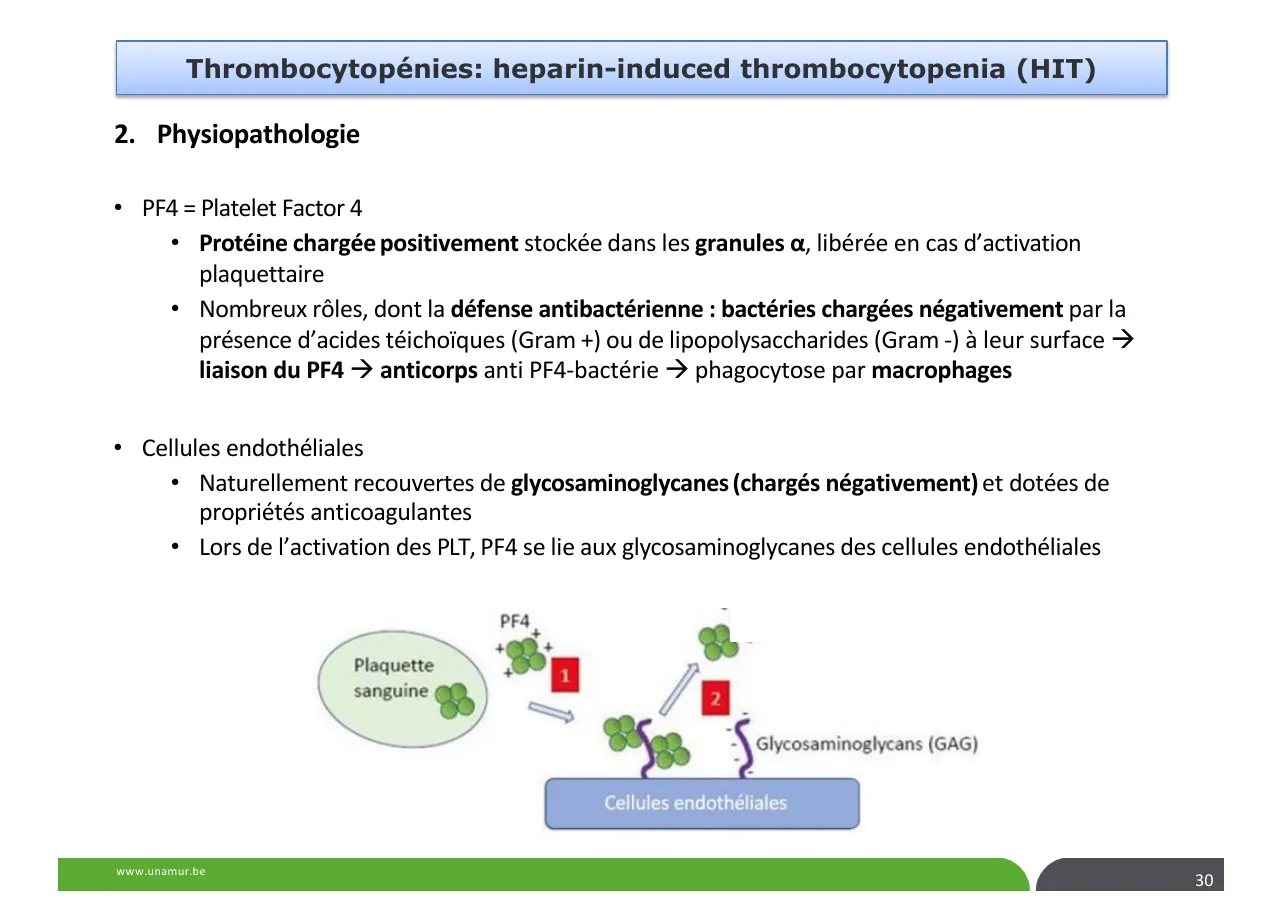 Thrombocytopénies: heparin-induced thrombocytopenia (HIT)
2. Physiopathologie
• PF4 = Platelet Factor 4
• Protéine chargée positivement stockée dans les granules α, libérée en cas d’activation
plaquettaire
• Nombreux rôles, dont la défense antibactérienne : bactéries chargées négativement par la
présence d’acides téichoïques (Gram +) ou de lipopolysaccharides (Gram -) à leur surface →
liaison du PF4 → anticorps anti PF4-bactérie → phagocytose par macrophages
• Cellules endothéliales
• Naturellement recouvertes de glycosaminoglycanes (chargés négativement) et dotées de
propriétés anticoagulantes
• Lors de l’activation des PLT, PF4 se lie aux glycosaminoglycanes des cellules endothéliales
PF4
+
+ +
+
Plaquette
sanguine
1
2
Glycosaminoglycans (GAG)
Cellules endothéliales
www.unamur.be
30